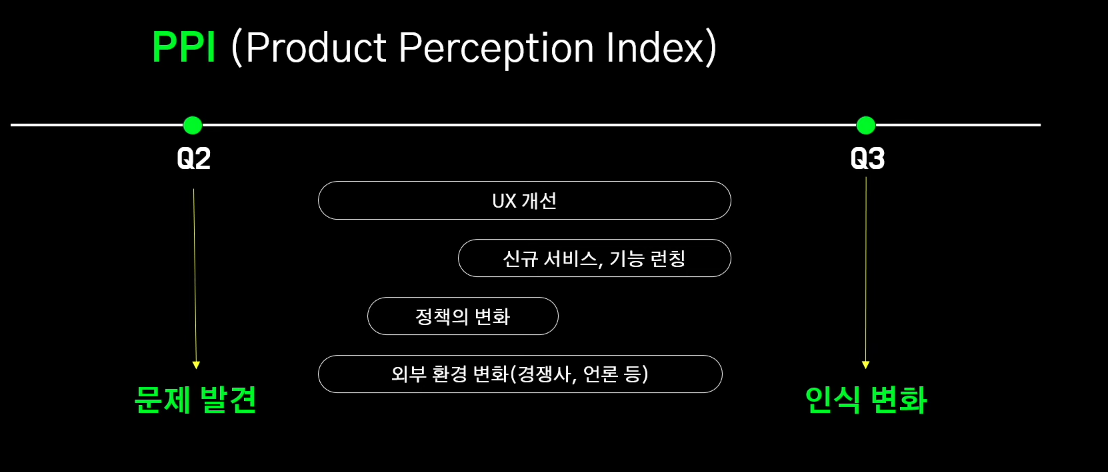 PPI (Product Perception Index)
Q2
Q3
UX 개선
신규 서비스, 기능 런칭
정책의 변화
외부 환경 변화(경쟁사, 언론 등)
문제 발견
인식 변화